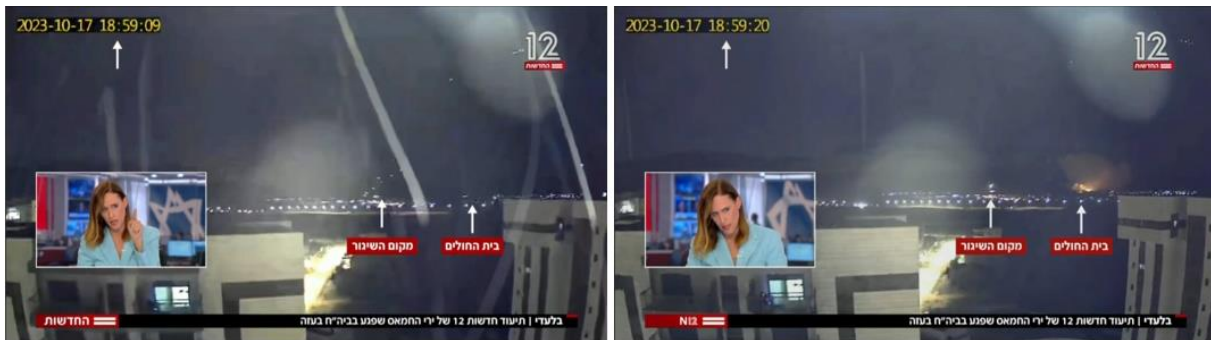 2023-10-17 18:59:09
12
החדשות
מקום השיגור
בית החולים
החדשות
בלעדי | תיעוד חדשות 12 של ירי החמאס שפגע בביה"ח בעזה
2023-10-17 18:59:20
12
החדשות
מקום השיגור
בית החולים
N12
בלעדי | תיעוד חדשות 12 של ירי החמאס שפגע בביה"ח בעזה